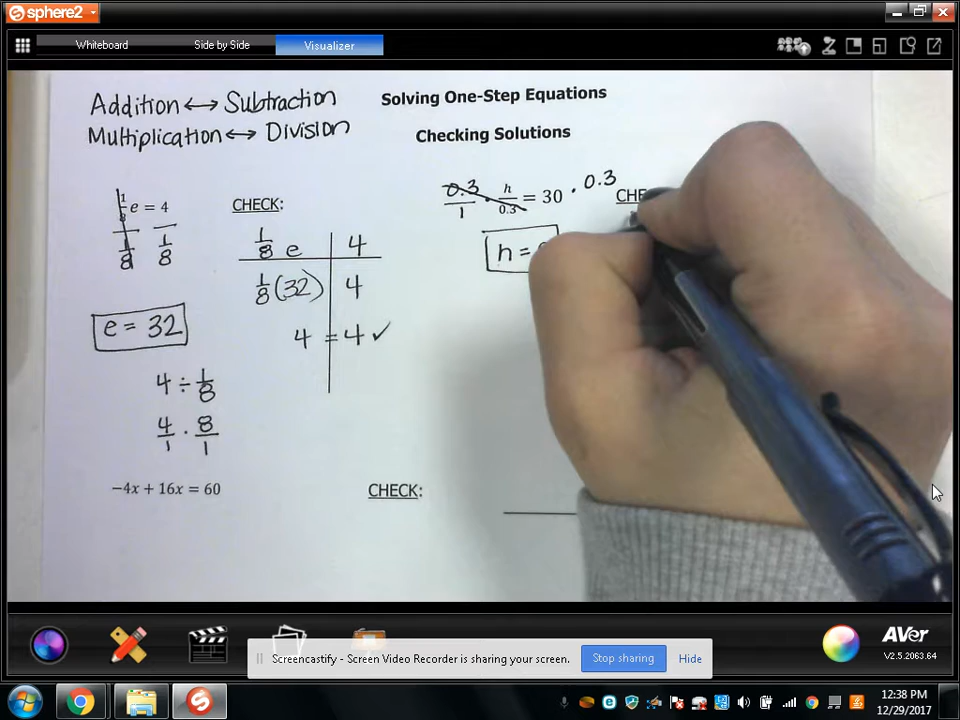 sphere2
Whiteboard Side by Side Visualizer
Addition ↔ Subtraction
Multiplication ↔ Division
Solving One-Step Equations
Checking Solutions
1/8 e = 4
1/8 1/8
e = 32
4 ÷ 1/8
4/1 · 8/1
CHECK:
1/8 e | 4
1/8 (32) | 4
4 = 4 ✓
0.3/1 · h/0.3 = 30 · 0.3
h =
−4x + 16x = 60
CHECK:
AVer
V2.5.2063.64
Screencastify - Screen Video Recorder is sharing your screen. Stop sharing Hide
12:38 PM
12/29/2017